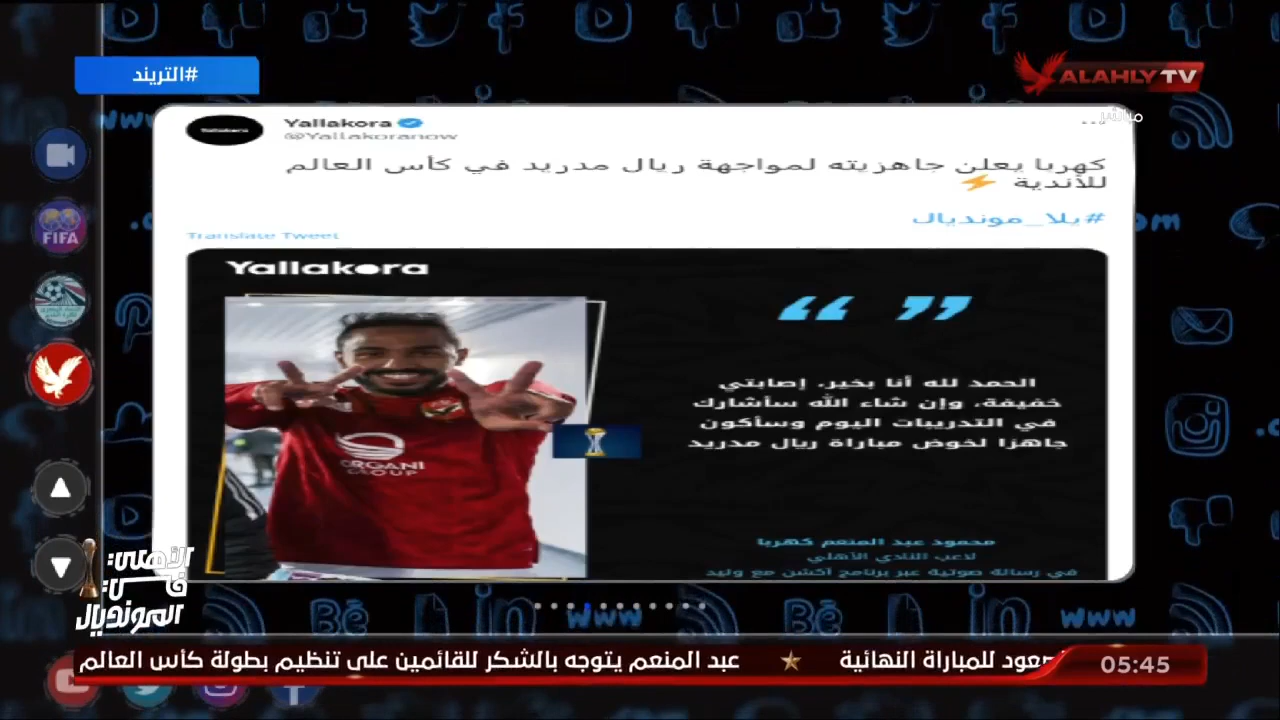 #التريند
ALAHLY TV
مباشر
Yallakora
@Yallakoranow
كهربا يعلن جاهزيته لمواجهة ريال مدريد في كأس العالم
للأندية ⚡
#يلا_مونديال
Translate Tweet
Yallakora
الحمد لله أنا بخير، إصابتي
خفيفة، وإن شاء الله سأشارك
في التدريبات اليوم وسأكون
جاهزا لخوض مباراة ريال مدريد
ORGANI
GROUP
محمود عبد المنعم كهربا
لاعب النادي الأهلي
في رسالة صوتية عبر برنامج أكشن مع وليد
FIFA
الأهلي
في
المونديال
www
www
صعود للمباراة النهائية ★ عبد المنعم يتوجه بالشكر للقائمين على تنظيم بطولة كأس العالم
05:45